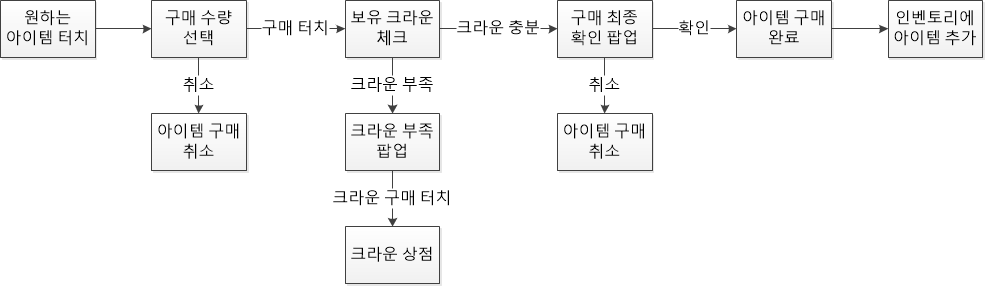 원하는
아이템 터치
구매 수량
선택
구매 터치
보유 크라운
체크
크라운 충분
구매 최종
확인 팝업
확인
아이템 구매
완료
인벤토리에
아이템 추가
취소
크라운 부족
취소
아이템 구매
취소
크라운 부족
팝업
아이템 구매
취소
크라운 구매 터치
크라운 상점